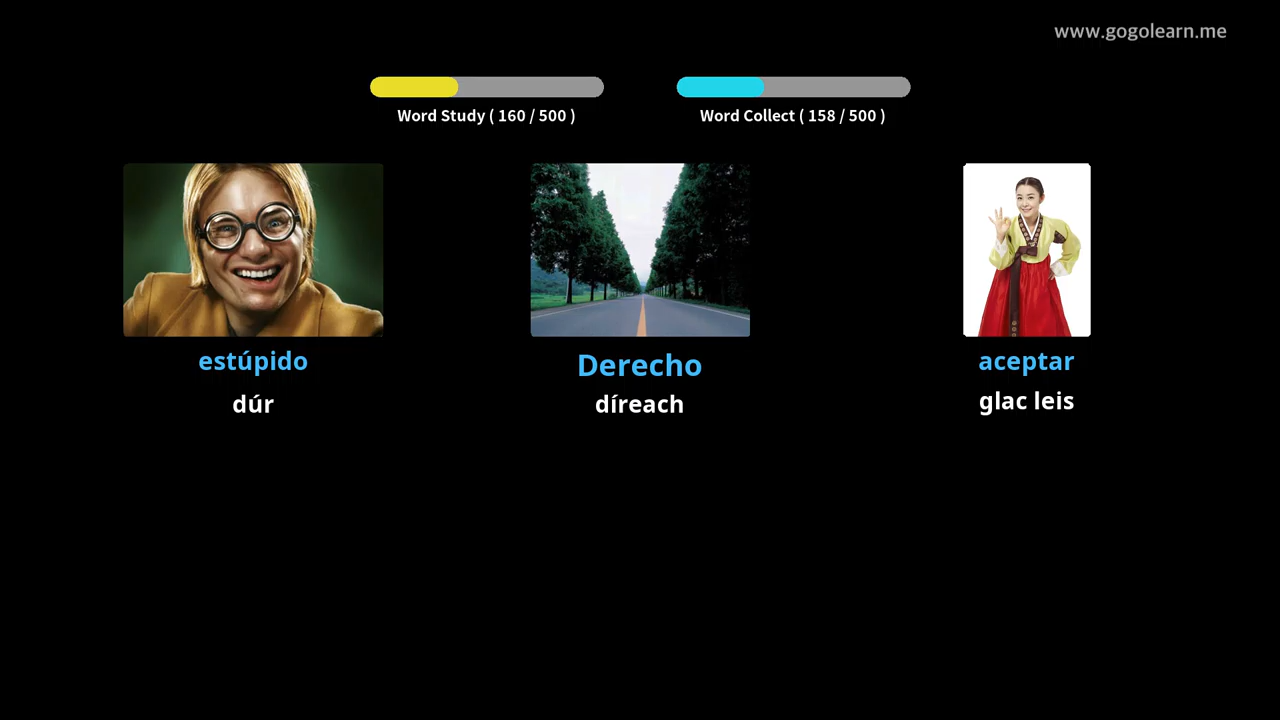 www.gogolearn.me
Word Study ( 160 / 500 )
Word Collect ( 158 / 500 )
estúpido
dúr
Derecho
díreach
aceptar
glac leis